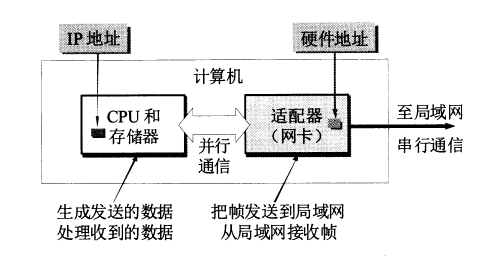 IP 地址
硬件地址
计算机
CPU 和
存储器
并行
通信
适配器
（网卡）
至局域网
串行通信
生成发送的数据
处理收到的数据
把帧发送到局域网
从局域网接收帧